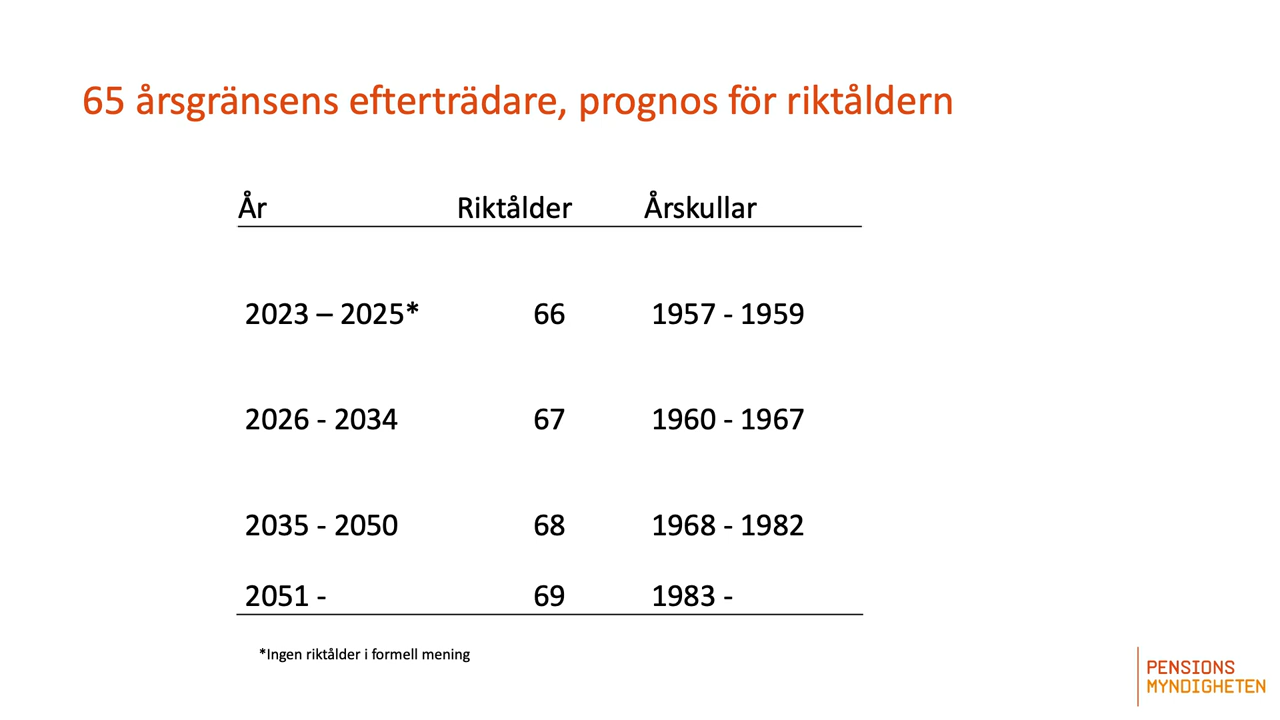 65 årsgränsens efterträdare, prognos för riktåldern
År Riktålder Årskullar
2023 – 2025* 66 1957 - 1959
2026 - 2034 67 1960 - 1967
2035 - 2050 68 1968 - 1982
2051 - 69 1983 -
*Ingen riktålder i formell mening
PENSIONS
MYNDIGHETEN